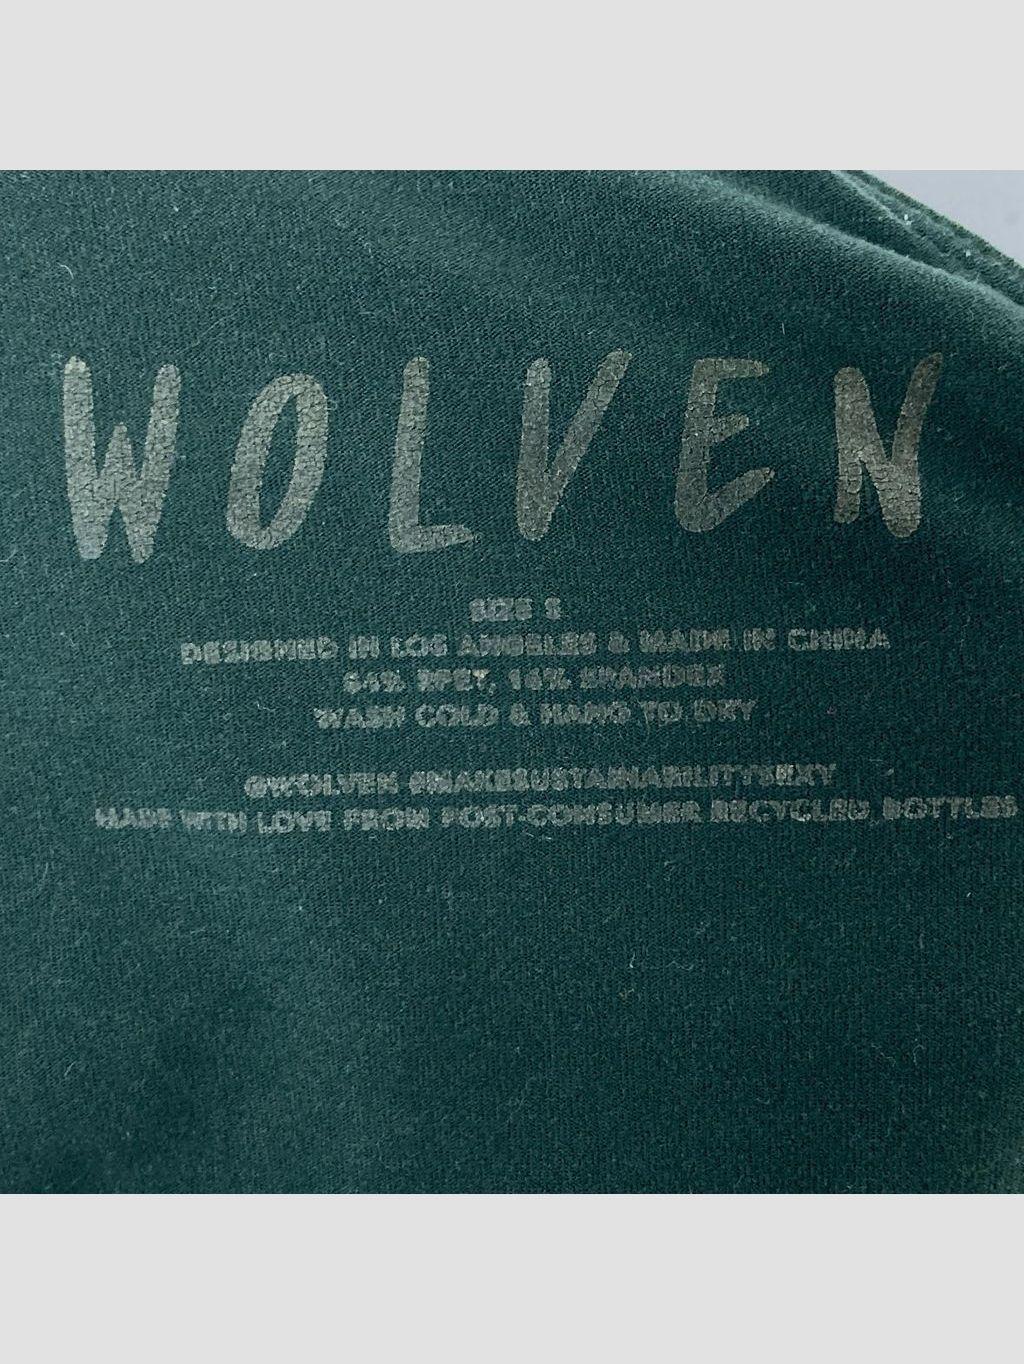 WOLVEN
SIZE S
DESIGNED IN LOS ANGELES & MADE IN CHINA
RPET, 16% SPANDEX
WASH COLD & HANG TO DRY
@WOLVEN #MAKESUSTAINABILITYSEXY
MADE WITH LOVE FROM POST-CONSUMER RECYCLED BOTTLES